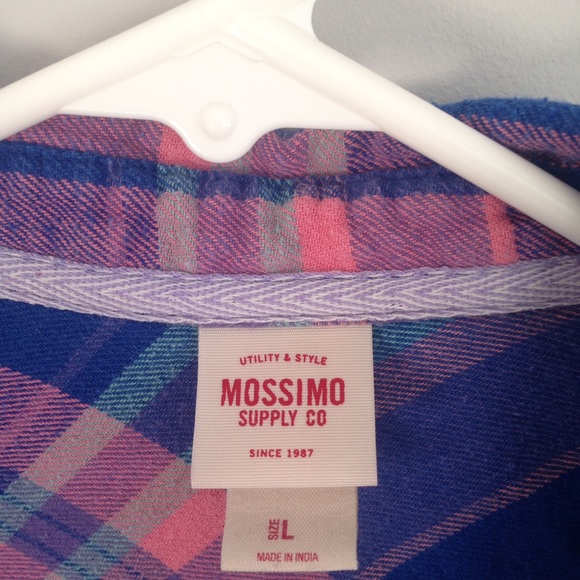 UTILITY & STYLE
MOSSIMO
SUPPLY CO
SINCE 1987
SIZE L
MADE IN INDIA